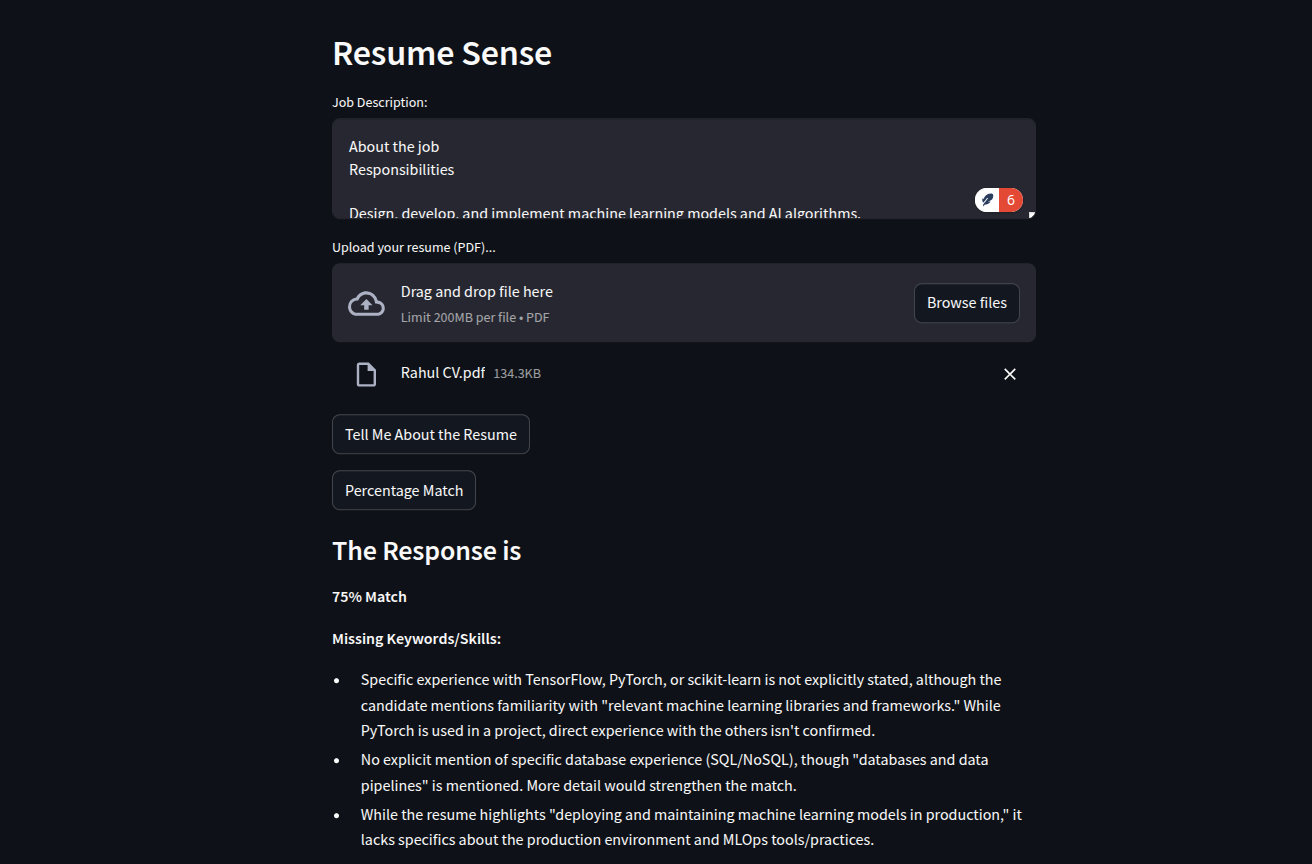 Resume Sense
Job Description:
About the job
Responsibilities
Design, develop, and implement machine learning models and AI algorithms.
6
Upload your resume (PDF)...
Drag and drop file here
Limit 200MB per file • PDF
Browse files
Rahul CV.pdf 134.3KB
Tell Me About the Resume
Percentage Match
The Response is
75% Match
Missing Keywords/Skills:
• Specific experience with TensorFlow, PyTorch, or scikit-learn is not explicitly stated, although the
candidate mentions familiarity with "relevant machine learning libraries and frameworks." While
PyTorch is used in a project, direct experience with the others isn't confirmed.
• No explicit mention of specific database experience (SQL/NoSQL), though "databases and data
pipelines" is mentioned. More detail would strengthen the match.
• While the resume highlights "deploying and maintaining machine learning models in production," it
lacks specifics about the production environment and MLOps tools/practices.